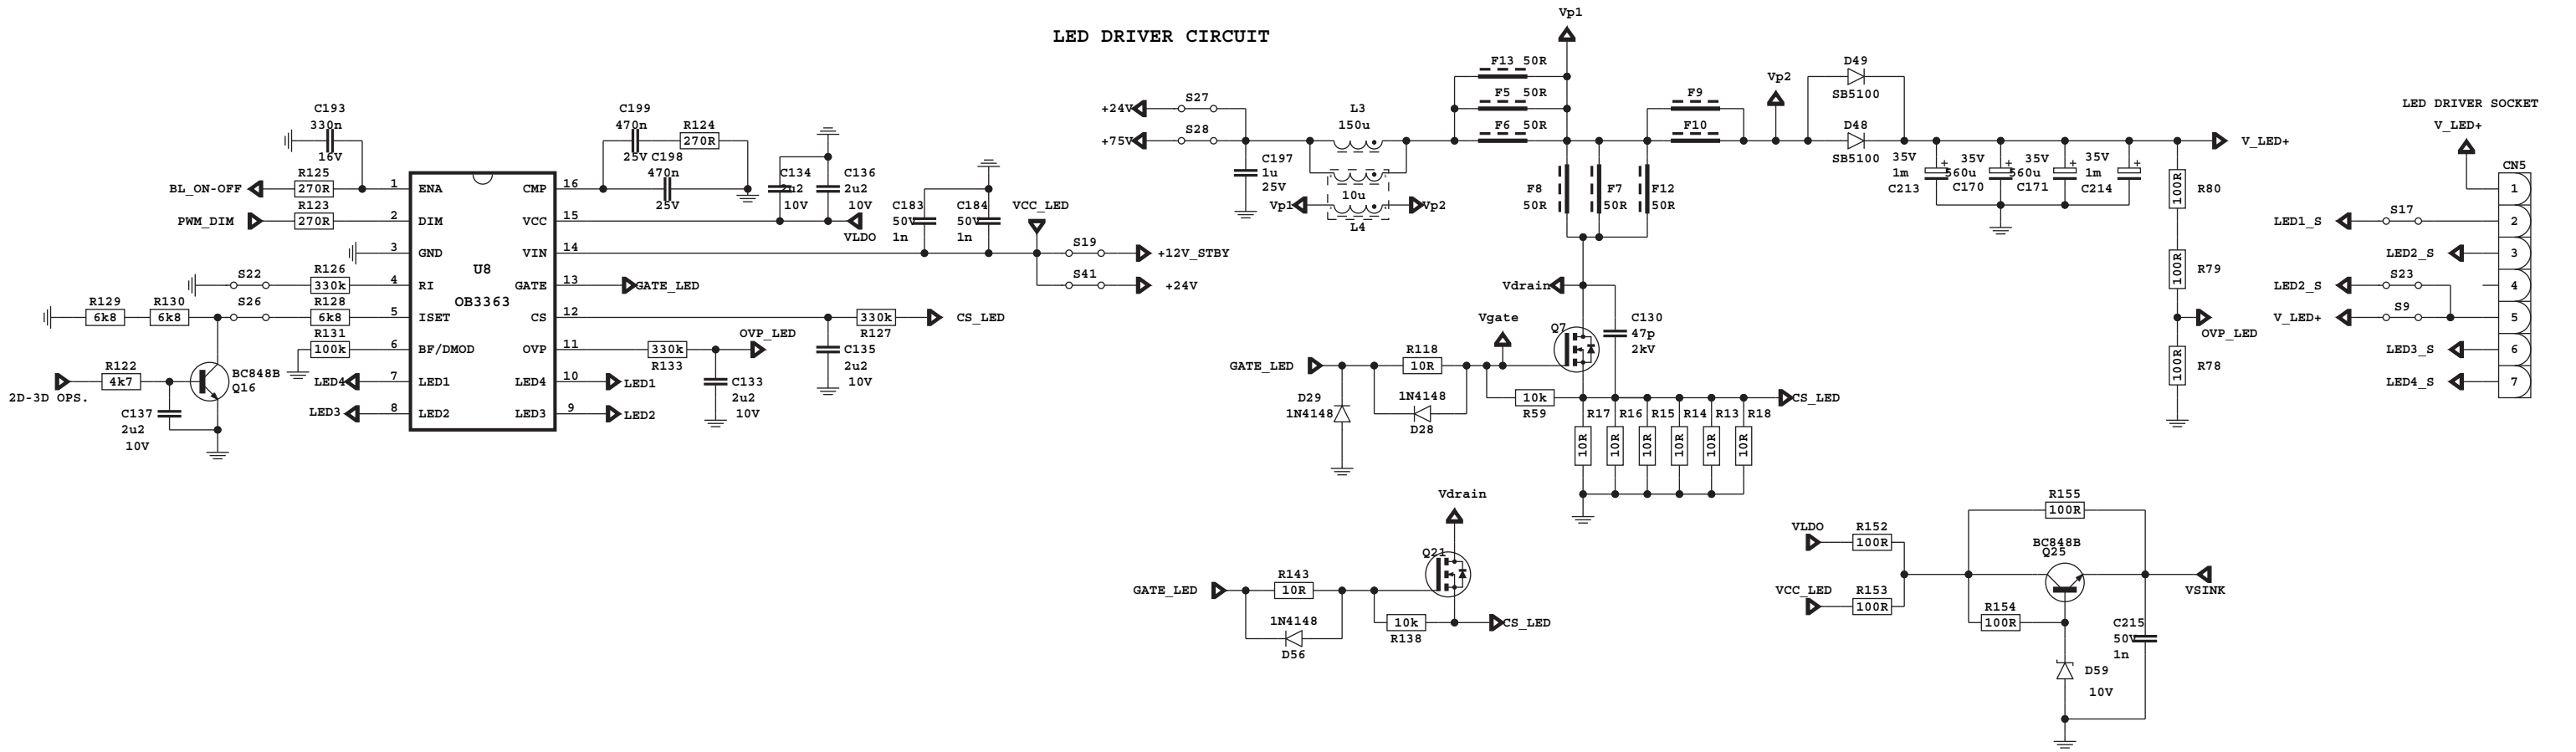 LED DRIVER CIRCUIT
C193
330n
16V
R125
BL_ON-OFF
270R
R123
PWM_DIM
270R
S22
R126
330k
R129
6k8
R130
6k8
S26
R128
6k8
R131
100k
R122
4k7
2D-3D OPS.
BC848B
Q16
C137
2u2
10V
LED4
LED3
1 ENA
2 DIM
3 GND
4 RI
5 ISET
6 BF/DMOD
7 LED1
8 LED2
U8
OB3363
CMP 16
VCC 15
VIN 14
GATE 13
CS 12
OVP 11
LED4 10
LED3 9
C199
470n
25V
R124
270R
C198
470n
25V
C134
2u2
10V
C136
2u2
10V
VLDO
C183
50V
1n
C184
50V
1n
VCC_LED
S19
+12V_STBY
S41
+24V
GATE_LED
330k
R127
CS_LED
C135
2u2
10V
OVP_LED
330k
R133
C133
2u2
10V
LED1
LED2
+24V
S27
+75V
S28
C197
1u
25V
L3
150u
10u
L4
Vp1
Vp2
Vp1
F13 50R
F5 50R
F6 50R
F9
F10
F8
50R
F7
50R
F12
50R
Vp2
D49
SB5100
D48
SB5100
35V
1m
C213
35V
560u
C170
35V
560u
C171
35V
1m
C214
V_LED+
100R
R80
100R
R79
OVP_LED
100R
R78
Vdrain
Q7
C130
47p
2kV
Vgate
GATE_LED
R118
10R
D29
1N4148
1N4148
D28
10k
R59
CS_LED
R17 R16 R15 R14 R13 R18
10R 10R 10R 10R 10R 10R
Vdrain
Q21
GATE_LED
R143
10R
1N4148
D56
10k
R138
CS_LED
VLDO
R152
100R
VCC_LED
R153
100R
R155
100R
BC848B
Q25
R154
100R
VSINK
C215
50V
1n
D59
10V
LED DRIVER SOCKET
V_LED+
CN5
1
LED1_S
S17
2
LED2_S
3
LED2_S
S23
4
V_LED+
S9
5
LED3_S
6
LED4_S
7